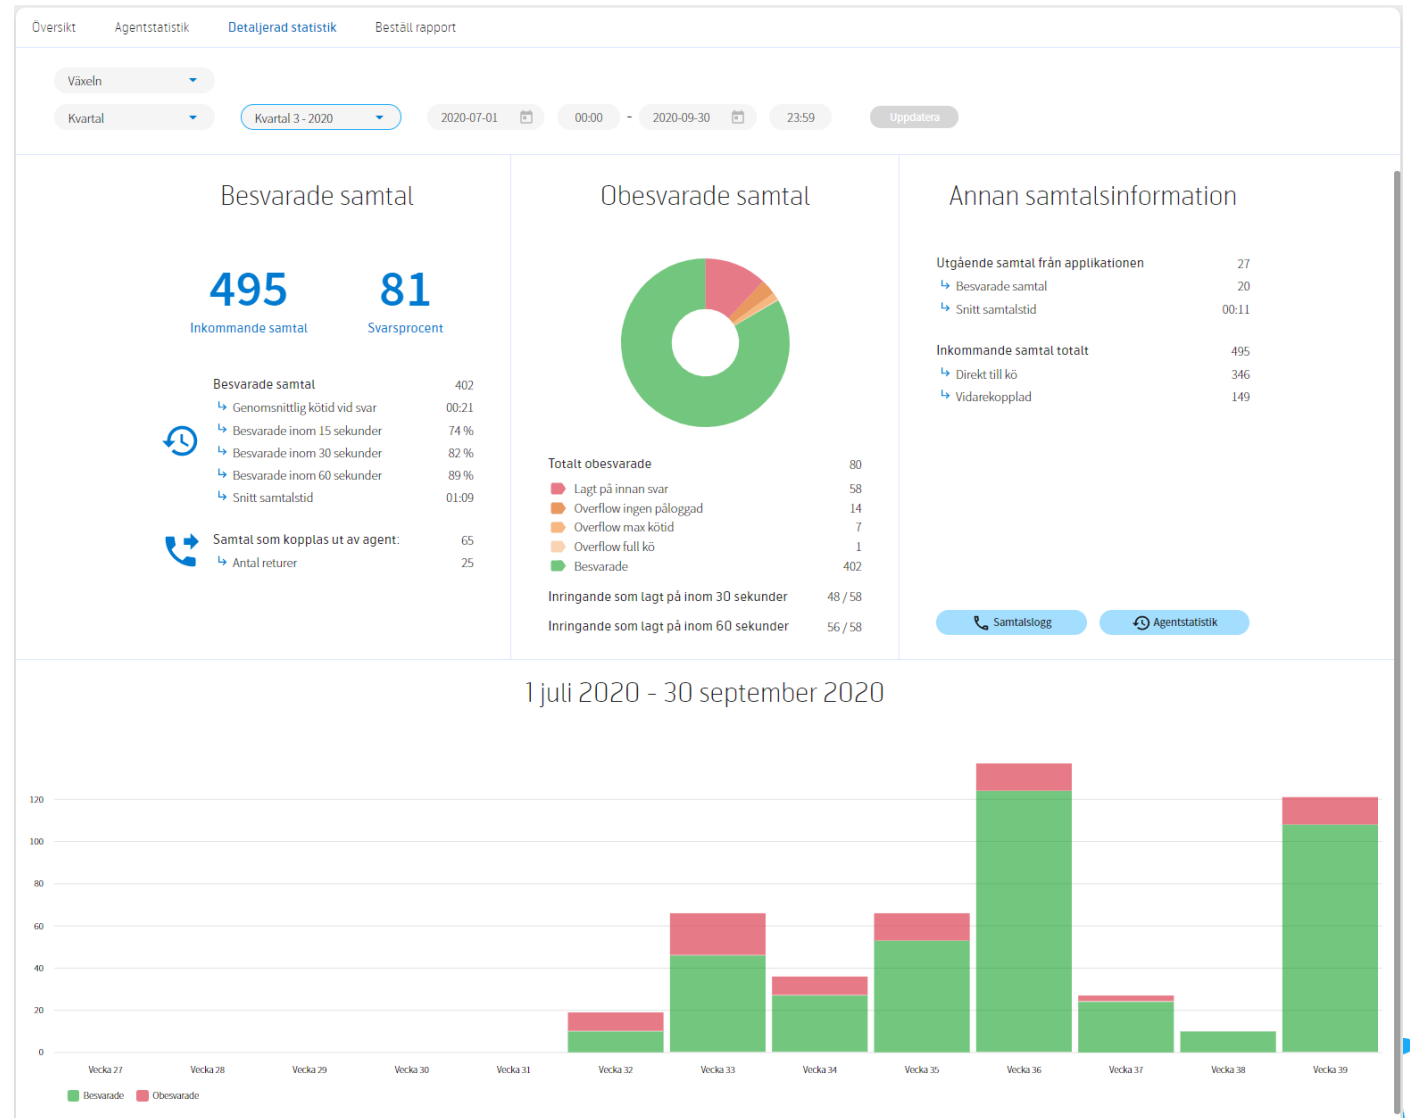 Översikt Agentstatistik Detaljerad statistik Beställ rapport
Växeln
Kvartal Kvartal 3 - 2020 2020-07-01 00:00 - 2020-09-30 23:59 Uppdatera
Besvarade samtal
495 81
Inkommande samtal Svarsprocent
Besvarade samtal 402
Genomsnittlig kötid vid svar 00:21
Besvarade inom 15 sekunder 74 %
Besvarade inom 30 sekunder 82 %
Besvarade inom 60 sekunder 89 %
Snitt samtalstid 01:09
Samtal som kopplas ut av agent: 65
Antal returer 25
Obesvarade samtal
Totalt obesvarade 80
Lagt på innan svar 58
Overflow ingen påloggad 14
Overflow max kötid 7
Overflow full kö 1
Besvarade 402
Inringande som lagt på inom 30 sekunder 48 / 58
Inringande som lagt på inom 60 sekunder 56 / 58
Annan samtalsinformation
Utgående samtal från applikationen 27
Besvarade samtal 20
Snitt samtalstid 00:11
Inkommande samtal totalt 495
Direkt till kö 346
Vidarekopplad 149
Samtalslogg Agentstatistik
1 juli 2020 - 30 september 2020
120
100
80
60
40
20
0
Vecka 27 Vecka 28 Vecka 29 Vecka 30 Vecka 31 Vecka 32 Vecka 33 Vecka 34 Vecka 35 Vecka 36 Vecka 37 Vecka 38 Vecka 39
Besvarade Obesvarade